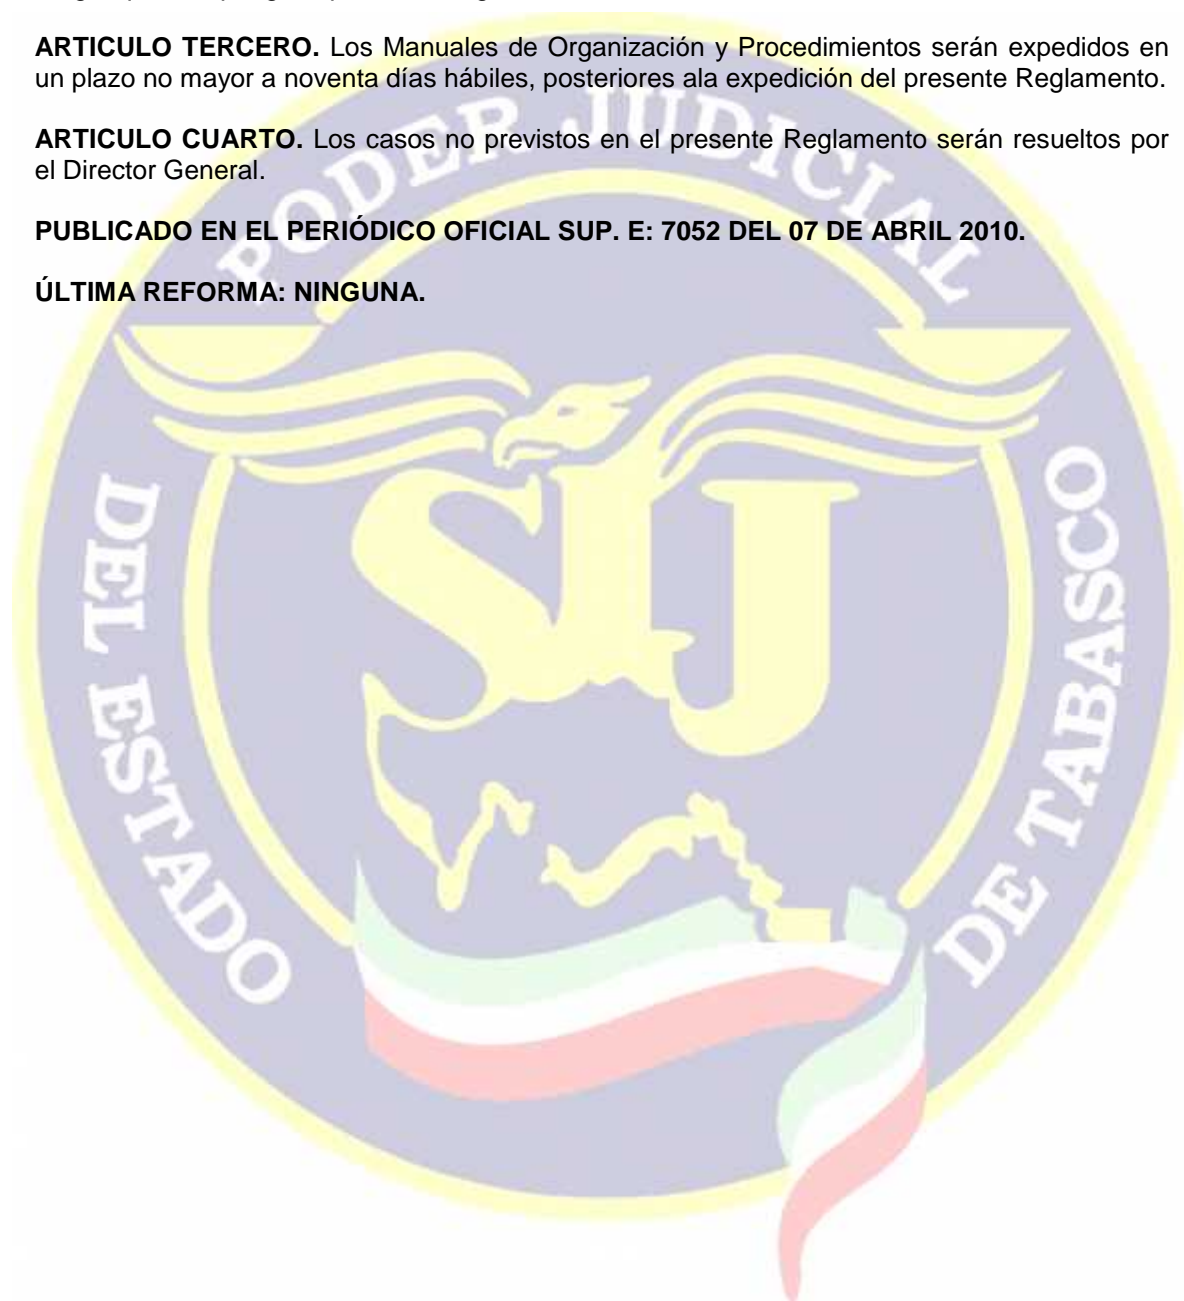 ARTICULO TERCERO. Los Manuales de Organización y Procedimientos serán expedidos en
un plazo no mayor a noventa días hábiles, posteriores ala expedición del presente Reglamento.
ARTICULO CUARTO. Los casos no previstos en el presente Reglamento serán resueltos por
el Director General.
PUBLICADO EN EL PERIÓDICO OFICIAL SUP. E: 7052 DEL 07 DE ABRIL 2010.
ÚLTIMA REFORMA: NINGUNA.
PODER JUDICIAL
DEL ESTADO
DE TABASCO
SIJ